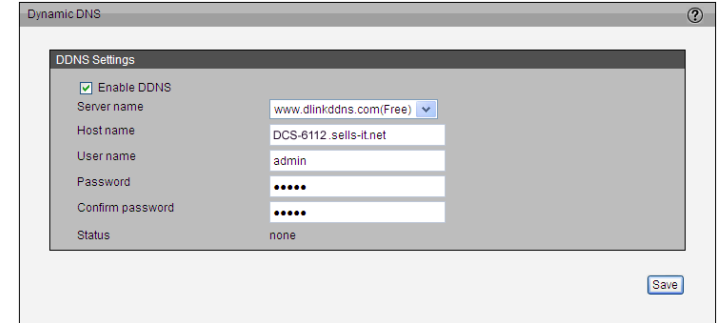 Dynamic DNS ?
DDNS Settings
Enable DDNS
Server name www.dlinkddns.com(Free)
Host name DCS-6112.sells-it.net
User name admin
Password •••••
Confirm password •••••
Status none
Save